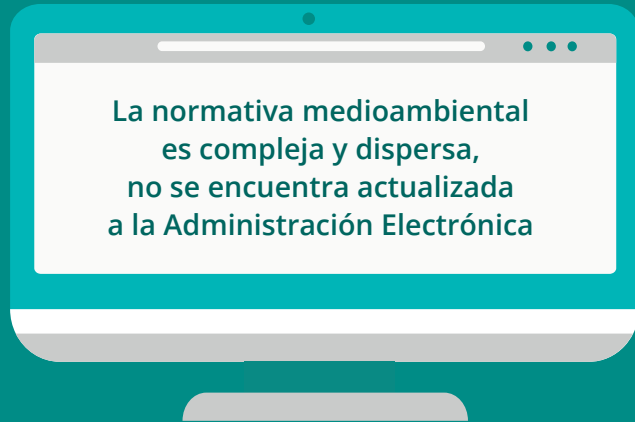 La normativa medioambiental
es compleja y dispersa,
no se encuentra actualizada
a la Administración Electrónica